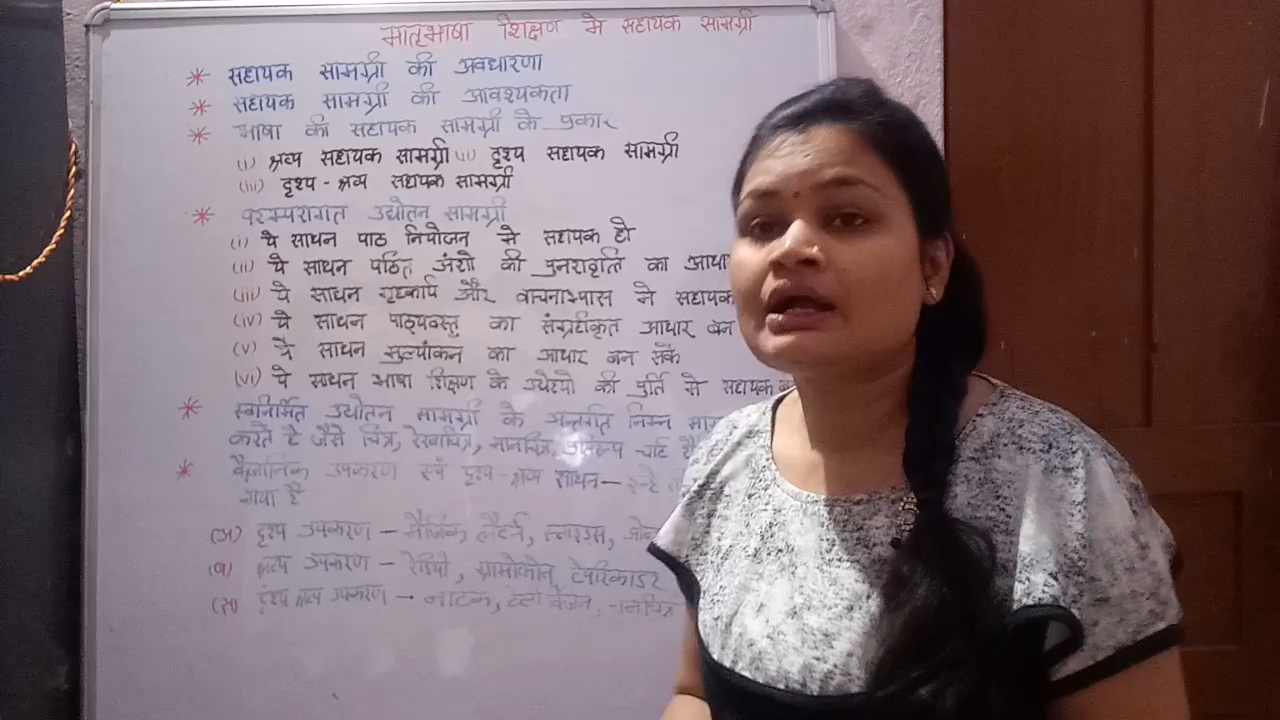 मातृभाषा शिक्षण मे सहायक सामग्री
* सहायक सामग्री की अवधारणा
* सहायक सामग्री की आवश्यकता
* भाषा की सहायक सामग्री के प्रकार
(i) श्रव्य सहायक सामग्री (ii) दृश्य सहायक सामग्री
(iii) दृश्य - श्रव्य सहायक सामग्री
* परम्परागत उद्योतन सामग्री
(i) ये साधन पाठ नियोजन मे सहायक हो
(ii) ये साधन पठित अंशो की पुनरावृत्ति का
(iii) ये साधन गृहकार्य और वाचनाभ्यास मे सहायक
(iv) ये साधन पाठ्यवस्तु का संग्रहीकृत आधार बन
(v) ये साधन मुल्यांकन का आधार बन सकें
(vi) ये साधन भाषा शिक्षण के उद्येश्यो की पुर्ति मे सहायक
* स्वनिर्मित उद्योतन सामग्री के अन्तर्गत निम्न
करते है जैसे चित्र, रेखाचित्र, मानचित्र, चार्ट
* वैज्ञानिक उपकरण एवं दृश्य-श्रव्य साधन – इन्हे
गया है
(अ) दृश्य उपकरण – मैजिक लैटर्न, स्लाइडस,
(ब) श्रव्य उपकरण – रेडियो, ग्रामोफोन, टेपरिकाडर
(स) दृश्य श्रव्य उपकरण – नाटक, टेलीविजन, चलचित्र